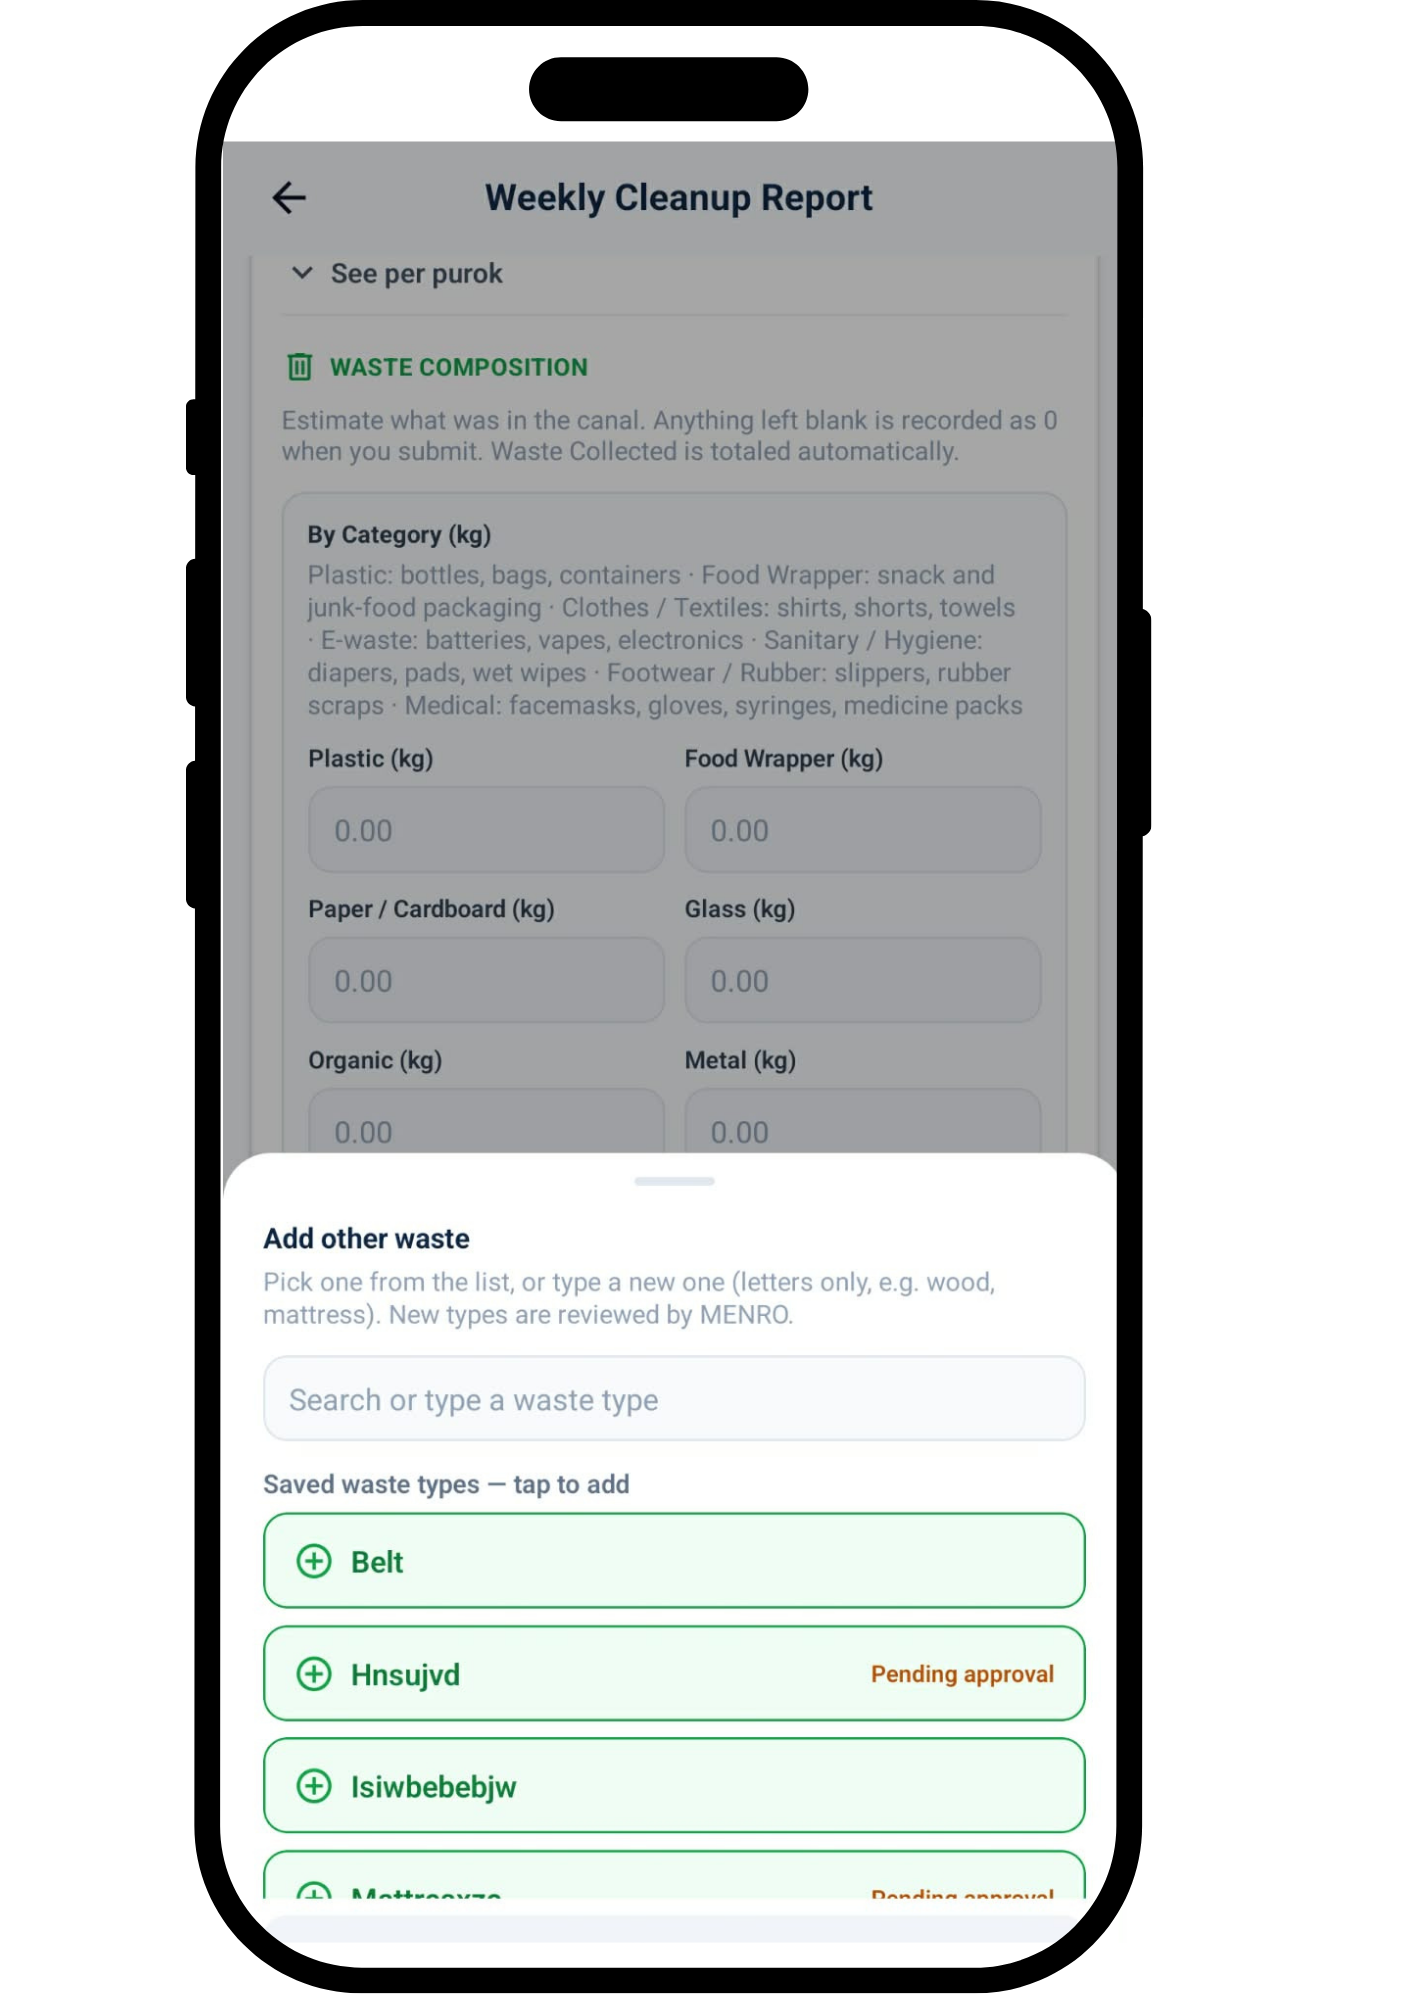 Weekly Cleanup Report
See per purok
WASTE COMPOSITION
Estimate what was in the canal. Anything left blank is recorded as 0
when you submit. Waste Collected is totaled automatically.
By Category (kg)
Plastic: bottles, bags, containers · Food Wrapper: snack and
junk-food packaging · Clothes / Textiles: shirts, shorts, towels
· E-waste: batteries, vapes, electronics · Sanitary / Hygiene:
diapers, pads, wet wipes · Footwear / Rubber: slippers, rubber
scraps · Medical: facemasks, gloves, syringes, medicine packs
Plastic (kg) Food Wrapper (kg)
0.00 0.00
Paper / Cardboard (kg) Glass (kg)
0.00 0.00
Organic (kg) Metal (kg)
0.00 0.00
Add other waste
Pick one from the list, or type a new one (letters only, e.g. wood,
mattress). New types are reviewed by MENRO.
Search or type a waste type
Saved waste types — tap to add
Belt
Hnsujvd Pending approval
Isiwbebebjw
Pending approval